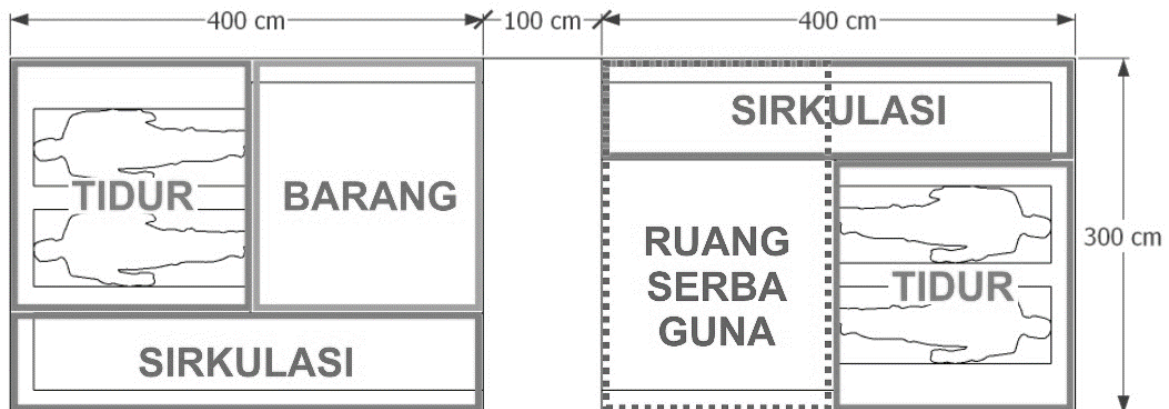 400 cm
100 cm
400 cm
SIRKULASI
TIDUR
BARANG
RUANG
SERBA
GUNA
300 cm
TIDUR
SIRKULASI